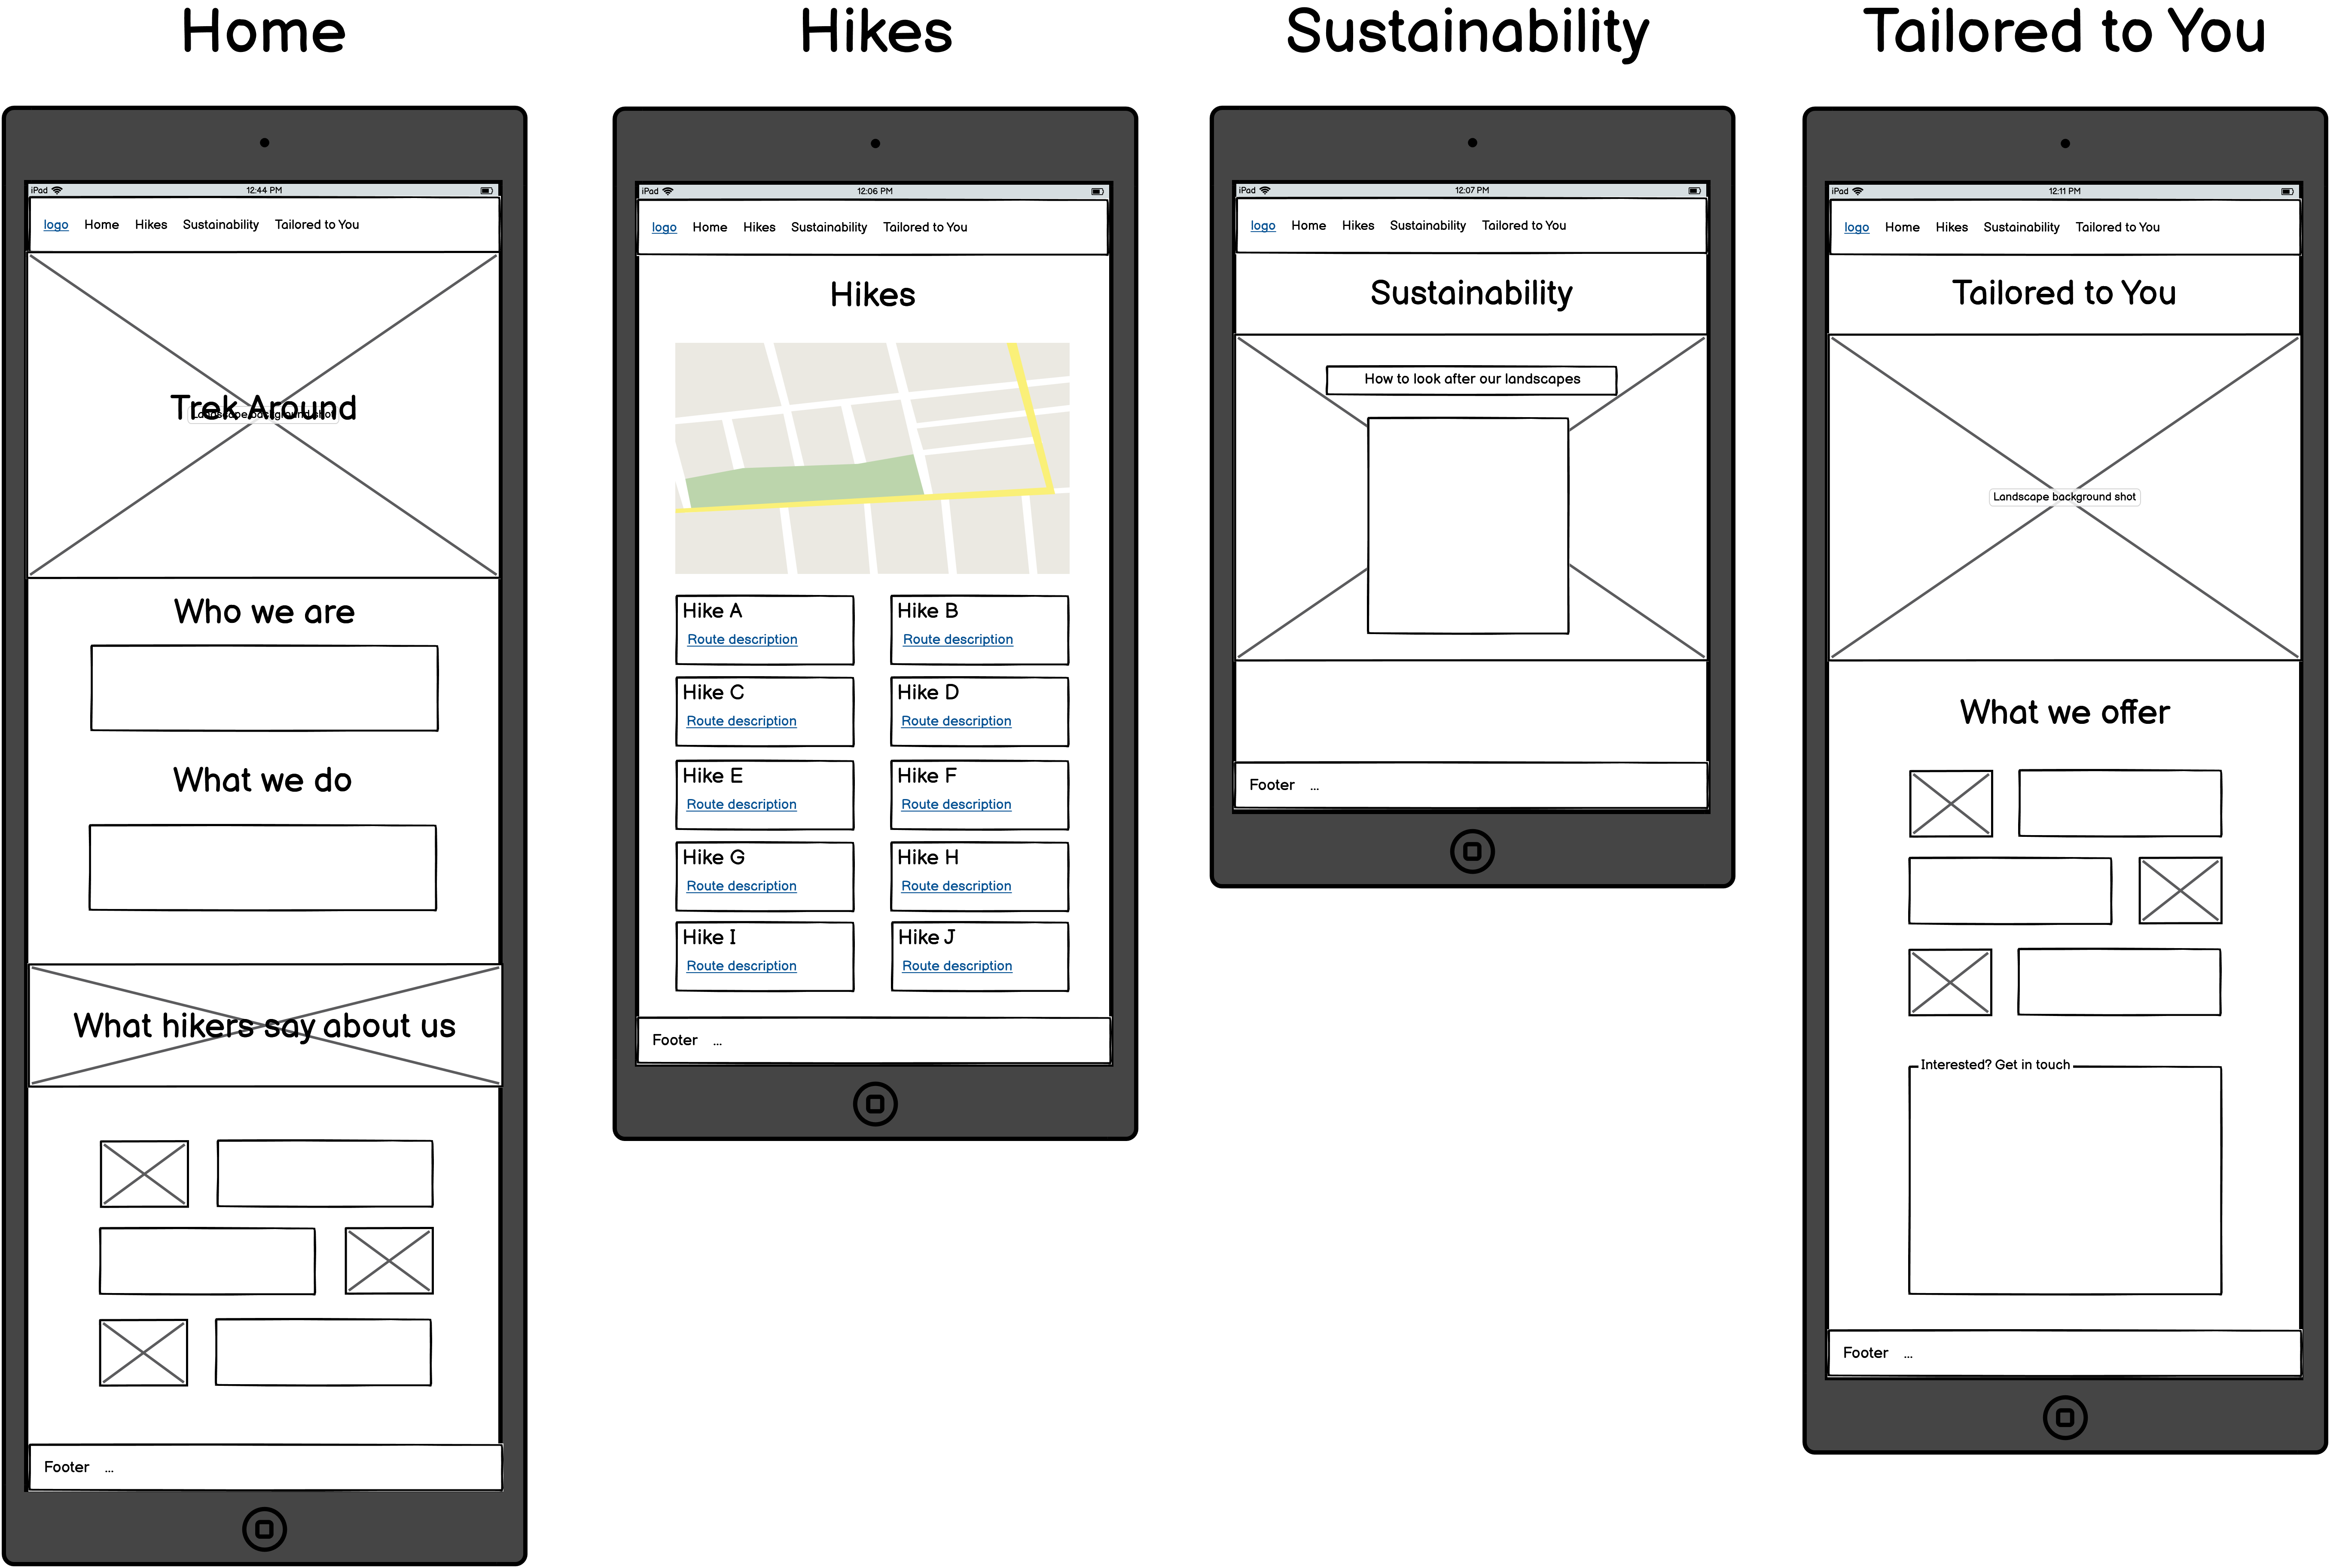 Home
Hikes
Sustainability
Tailored to You
iPad
12:44 PM
logo Home Hikes Sustainability Tailored to You
Trek Around
Landscape background shot
Who we are
What we do
What hikers say about us
Footer ...
iPad
12:06 PM
logo Home Hikes Sustainability Tailored to You
Hikes
Hike A
Route description
Hike B
Route description
Hike C
Route description
Hike D
Route description
Hike E
Route description
Hike F
Route description
Hike G
Route description
Hike H
Route description
Hike I
Route description
Hike J
Route description
Footer ...
iPad
12:07 PM
logo Home Hikes Sustainability Tailored to You
Sustainability
How to look after our landscapes
Footer ...
iPad
12:11 PM
logo Home Hikes Sustainability Tailored to You
Tailored to You
Landscape background shot
What we offer
Interested? Get in touch
Footer ...